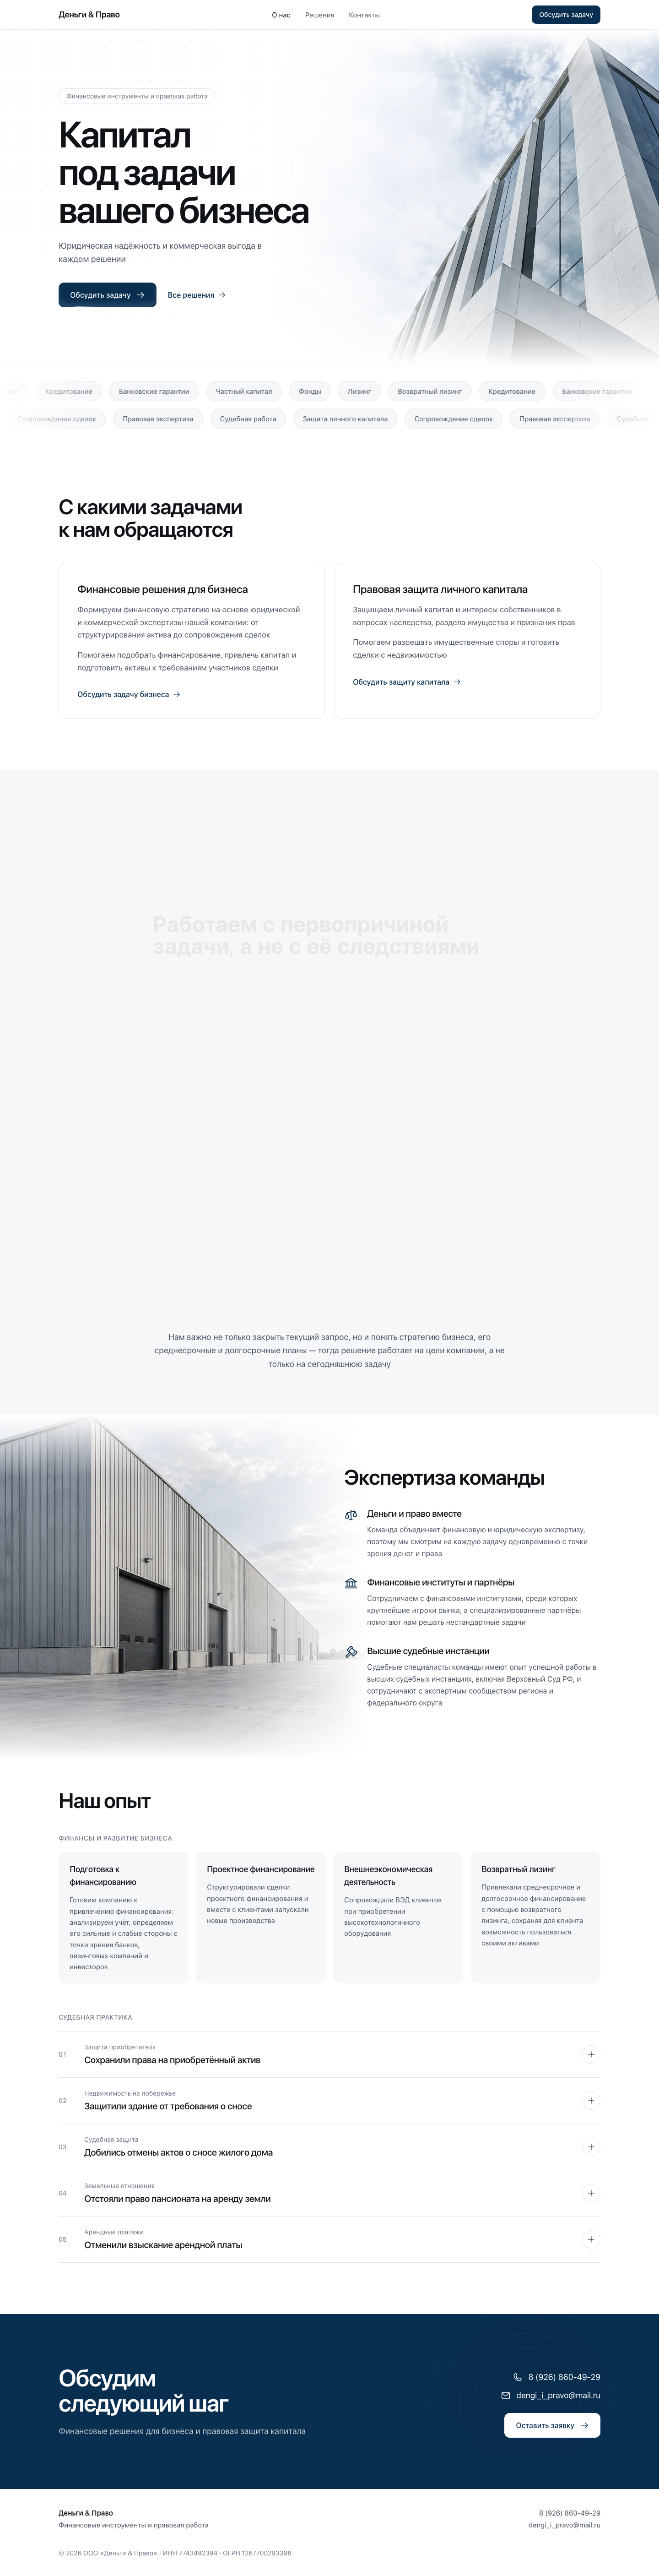 Деньги & Право
О нас
Решения
Контакты
Обсудить задачу
Финансовые инструменты и правовая работа
Капитал
под задачи
вашего бизнеса
Юридическая надёжность и коммерческая выгода в
каждом решении
Обсудить задачу
Все решения
Кредитование
Банковские гарантии
Частный капитал
Фонды
Лизинг
Возвратный лизинг
Кредитование
Банковские гарантии
Сопровождение сделок
Правовая экспертиза
Судебная работа
Защита личного капитала
Сопровождение сделок
Правовая экспертиза
С какими задачами
к нам обращаются
Финансовые решения для бизнеса
Формируем финансовую стратегию на основе юридической
и коммерческой экспертизы нашей компании: от
структурирования актива до сопровождения сделок
Помогаем подобрать финансирование, привлечь капитал и
подготовить активы к требованиям участников сделки
Обсудить задачу бизнеса
Правовая защита личного капитала
Защищаем личный капитал и интересы собственников в
вопросах наследства, раздела имущества и признания прав
Помогаем разрешать имущественные споры и готовить
сделки с недвижимостью
Обсудить защиту капитала
Работаем с первопричиной
задачи, а не с её следствиями
Нам важно не только закрыть текущий запрос, но и понять стратегию бизнеса, его
среднесрочные и долгосрочные планы — тогда решение работает на цели компании, а не
только на сегодняшнюю задачу
Экспертиза команды
Деньги и право вместе
Команда объединяет финансовую и юридическую экспертизу,
поэтому мы смотрим на каждую задачу одновременно с точки
зрения денег и права
Финансовые институты и партнёры
Сотрудничаем с финансовыми институтами, среди которых
крупнейшие игроки рынка, а специализированные партнёры
помогают нам решать нестандартные задачи
Высшие судебные инстанции
Судебные специалисты команды имеют опыт успешной работы в
высших судебных инстанциях, включая Верховный Суд РФ, и
сотрудничают с экспертным сообществом региона и
федерального округа
Наш опыт
ФИНАНСЫ И РАЗВИТИЕ БИЗНЕСА
Подготовка к
финансированию
Готовим компанию к
привлечению финансирования:
анализируем учёт, определяем
его сильные и слабые стороны с
точки зрения банков,
лизинговых компаний и
инвесторов
Проектное финансирование
Структурировали сделки
проектного финансирования и
вместе с клиентами запускали
новые производства
Внешнеэкономическая
деятельность
Сопровождали ВЭД клиентов
при приобретении
высокотехнологичного
оборудования
Возвратный лизинг
Привлекали среднесрочное и
долгосрочное финансирование
с помощью возвратного
лизинга, сохраняя для клиента
возможность пользоваться
своими активами
СУДЕБНАЯ ПРАКТИКА
01
Защита приобретателя
Сохранили права на приобретённый актив
02
Недвижимость на побережье
Защитили здание от требования о сносе
03
Судебная защита
Добились отмены актов о сносе жилого дома
04
Земельные отношения
Отстояли право пансионата на аренду земли
05
Арендные платежи
Отменили взыскание арендной платы
Обсудим
следующий шаг
Финансовые решения для бизнеса и правовая защита капитала
8 (926) 860-49-29
dengi_i_pravo@mail.ru
Оставить заявку
Деньги & Право
Финансовые инструменты и правовая работа
8 (926) 860-49-29
dengi_i_pravo@mail.ru
© 2026 ООО «Деньги & Право» · ИНН 7743492394 · ОГРН 1267700293398